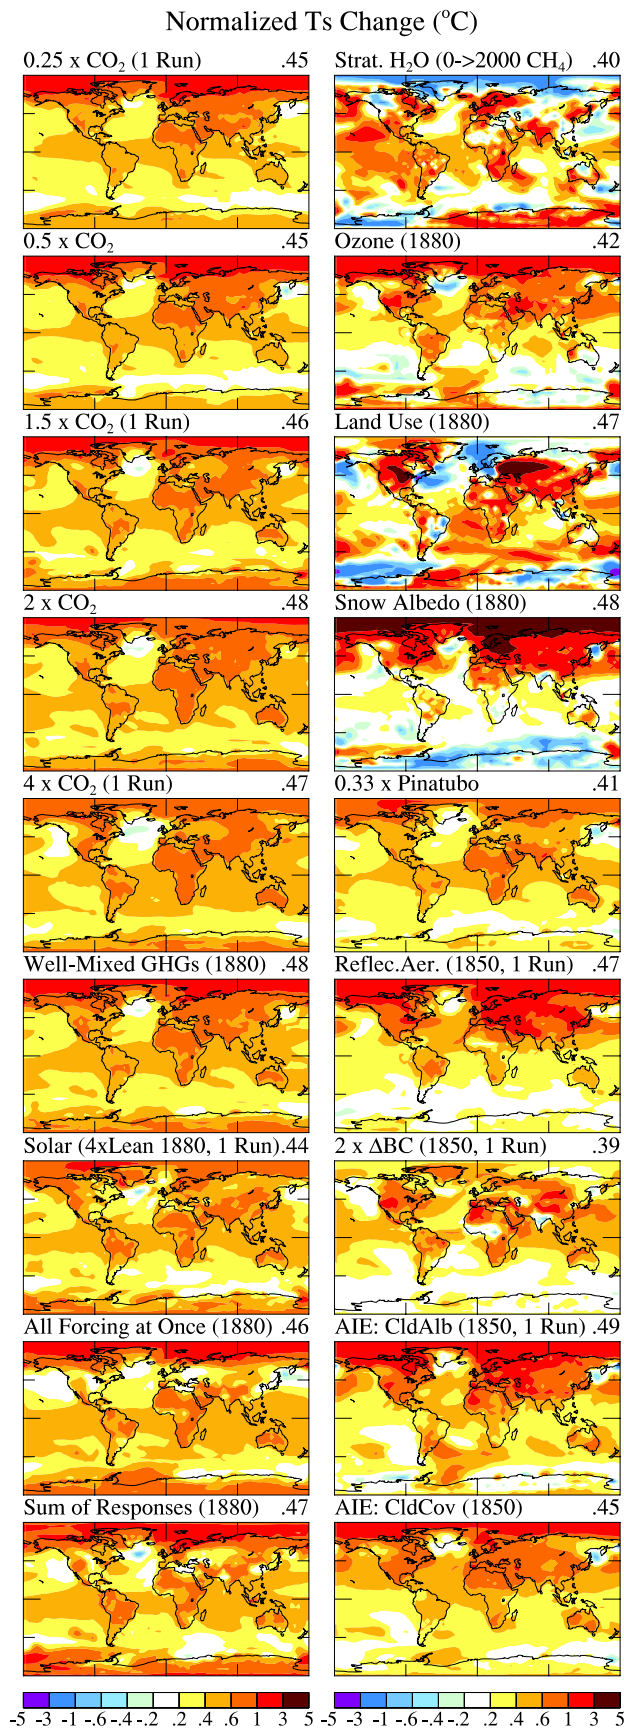 Normalized Ts Change (°C)
0.25 x CO₂ (1 Run) .45
Strat. H₂O (0->2000 CH₄) .40
0.5 x CO₂ .45
Ozone (1880) .42
1.5 x CO₂ (1 Run) .46
Land Use (1880) .47
2 x CO₂ .48
Snow Albedo (1880) .48
4 x CO₂ (1 Run) .47
0.33 x Pinatubo .41
Well-Mixed GHGs (1880) .48
Reflec.Aer. (1850, 1 Run) .47
Solar (4xLean 1880, 1 Run) .44
2 x ΔBC (1850, 1 Run) .39
All Forcing at Once (1880) .46
AIE: CldAlb (1850, 1 Run) .49
Sum of Responses (1880) .47
AIE: CldCov (1850) .45
-5 -3 -1 -.6 -.4 -.2 .2 .4 .6 1 3 5
-5 -3 -1 -.6 -.4 -.2 .2 .4 .6 1 3 5